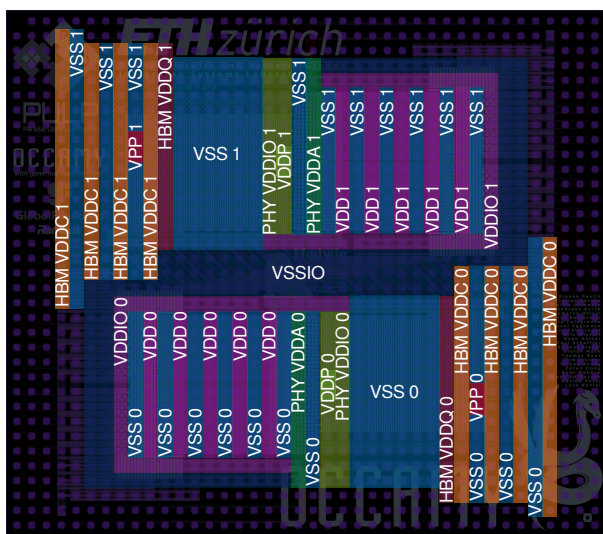 ETH zürich
PULP
OCCAMY
HBM VDDC 1
VSS 1
HBM VDDC 1
VSS 1
HBM VDDC 1
VSS 1
VPP 1
HBM VDDC 1
HBM VDDQ 1
VSS 1
PHY VDDIO 1
VDDP 1
VSS 1
PHY VDDA 1
VSS 1
VDD 1
VSS 1
VDD 1
VSS 1
VDD 1
VSS 1
VDD 1
VSS 1
VDD 1
VSS 1
VDDIO 1
VSSIO
VDDIO 0
VSS 0
VDD 0
VSS 0
VDD 0
VSS 0
VDD 0
VSS 0
VDD 0
VSS 0
VDD 0
VSS 0
PHY VDDA 0
VSS 0
VDDP 0
PHY VDDIO 0
VSS 0
HBM VDDQ 0
HBM VDDC 0
VPP 0
VSS 0
HBM VDDC 0
VSS 0
HBM VDDC 0
VSS 0
HBM VDDC 0
OCCAMY